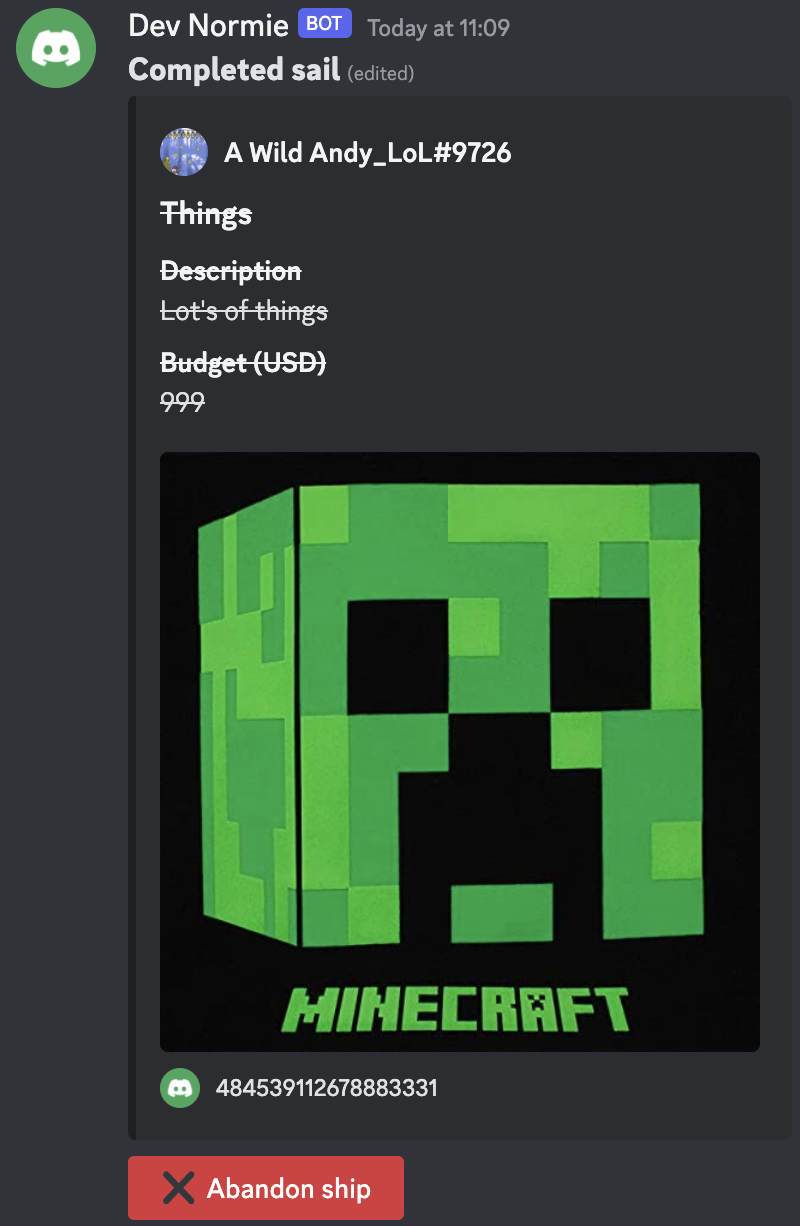 Dev Normie BOT Today at 11:09
Completed sail (edited)
A Wild Andy_LoL#9726
Things
Description
Lot's of things
Budget (USD)
999
MINECRAFT
484539112678883331
Abandon ship